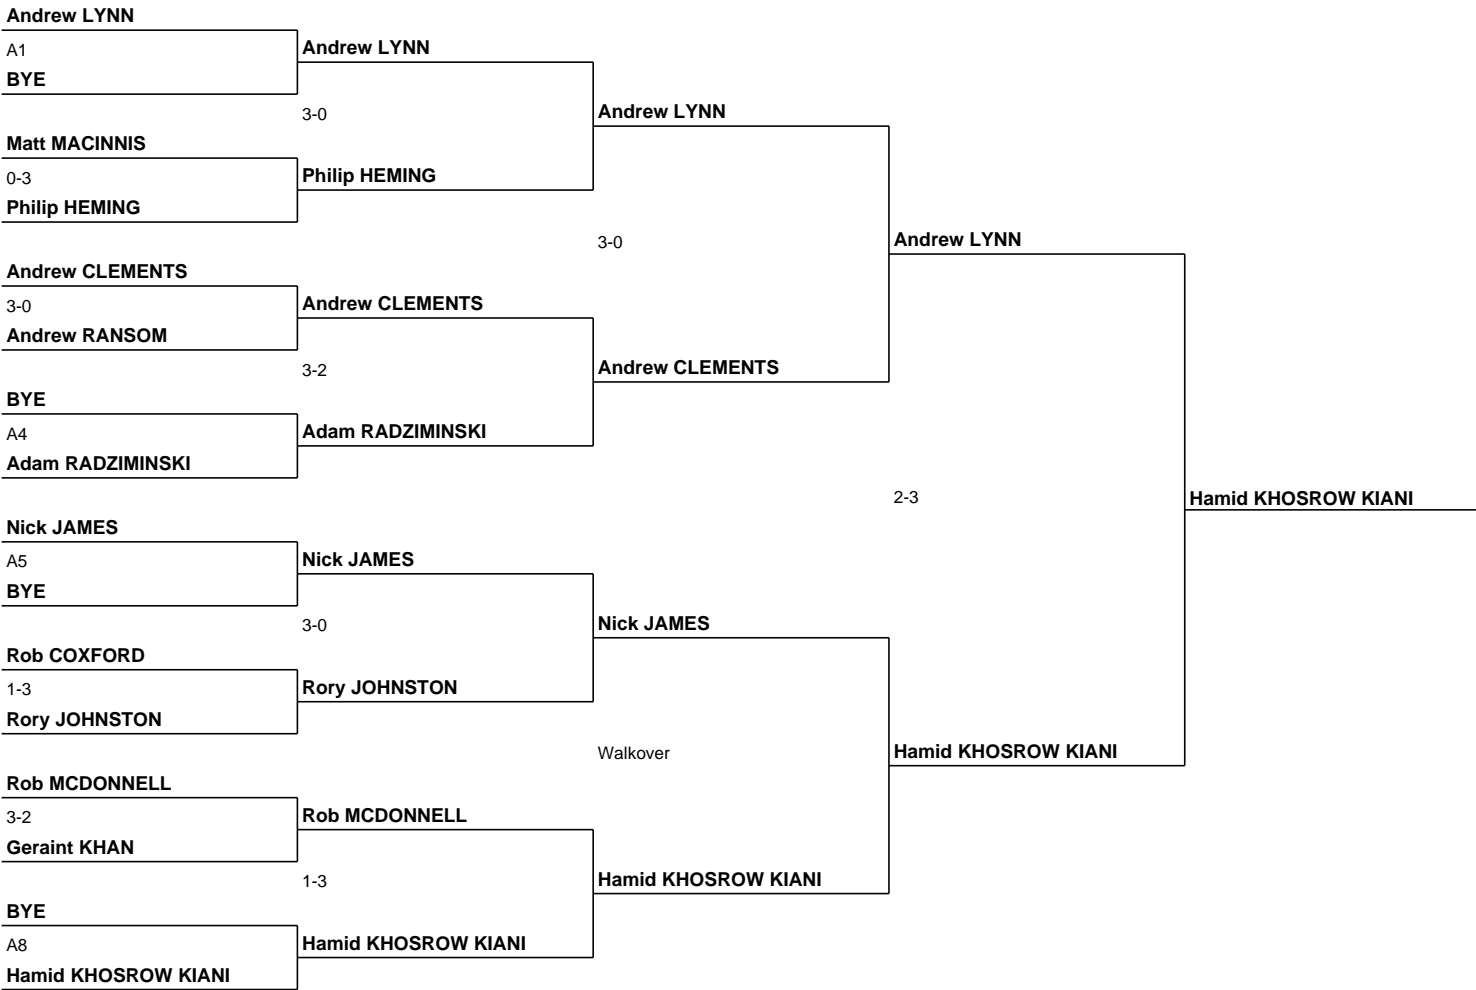 Andrew LYNN
A1
BYE
Andrew LYNN
3-0
Matt MACINNIS
0-3
Philip HEMING
Philip HEMING
Andrew LYNN
3-0
Andrew CLEMENTS
3-0
Andrew RANSOM
Andrew CLEMENTS
3-2
BYE
A4
Adam RADZIMINSKI
Adam RADZIMINSKI
Andrew CLEMENTS
Andrew LYNN
2-3
Nick JAMES
A5
BYE
Nick JAMES
3-0
Rob COXFORD
1-3
Rory JOHNSTON
Rory JOHNSTON
Nick JAMES
Walkover
Rob MCDONNELL
3-2
Geraint KHAN
Rob MCDONNELL
1-3
BYE
A8
Hamid KHOSROW KIANI
Hamid KHOSROW KIANI
Hamid KHOSROW KIANI
Hamid KHOSROW KIANI
Hamid KHOSROW KIANI